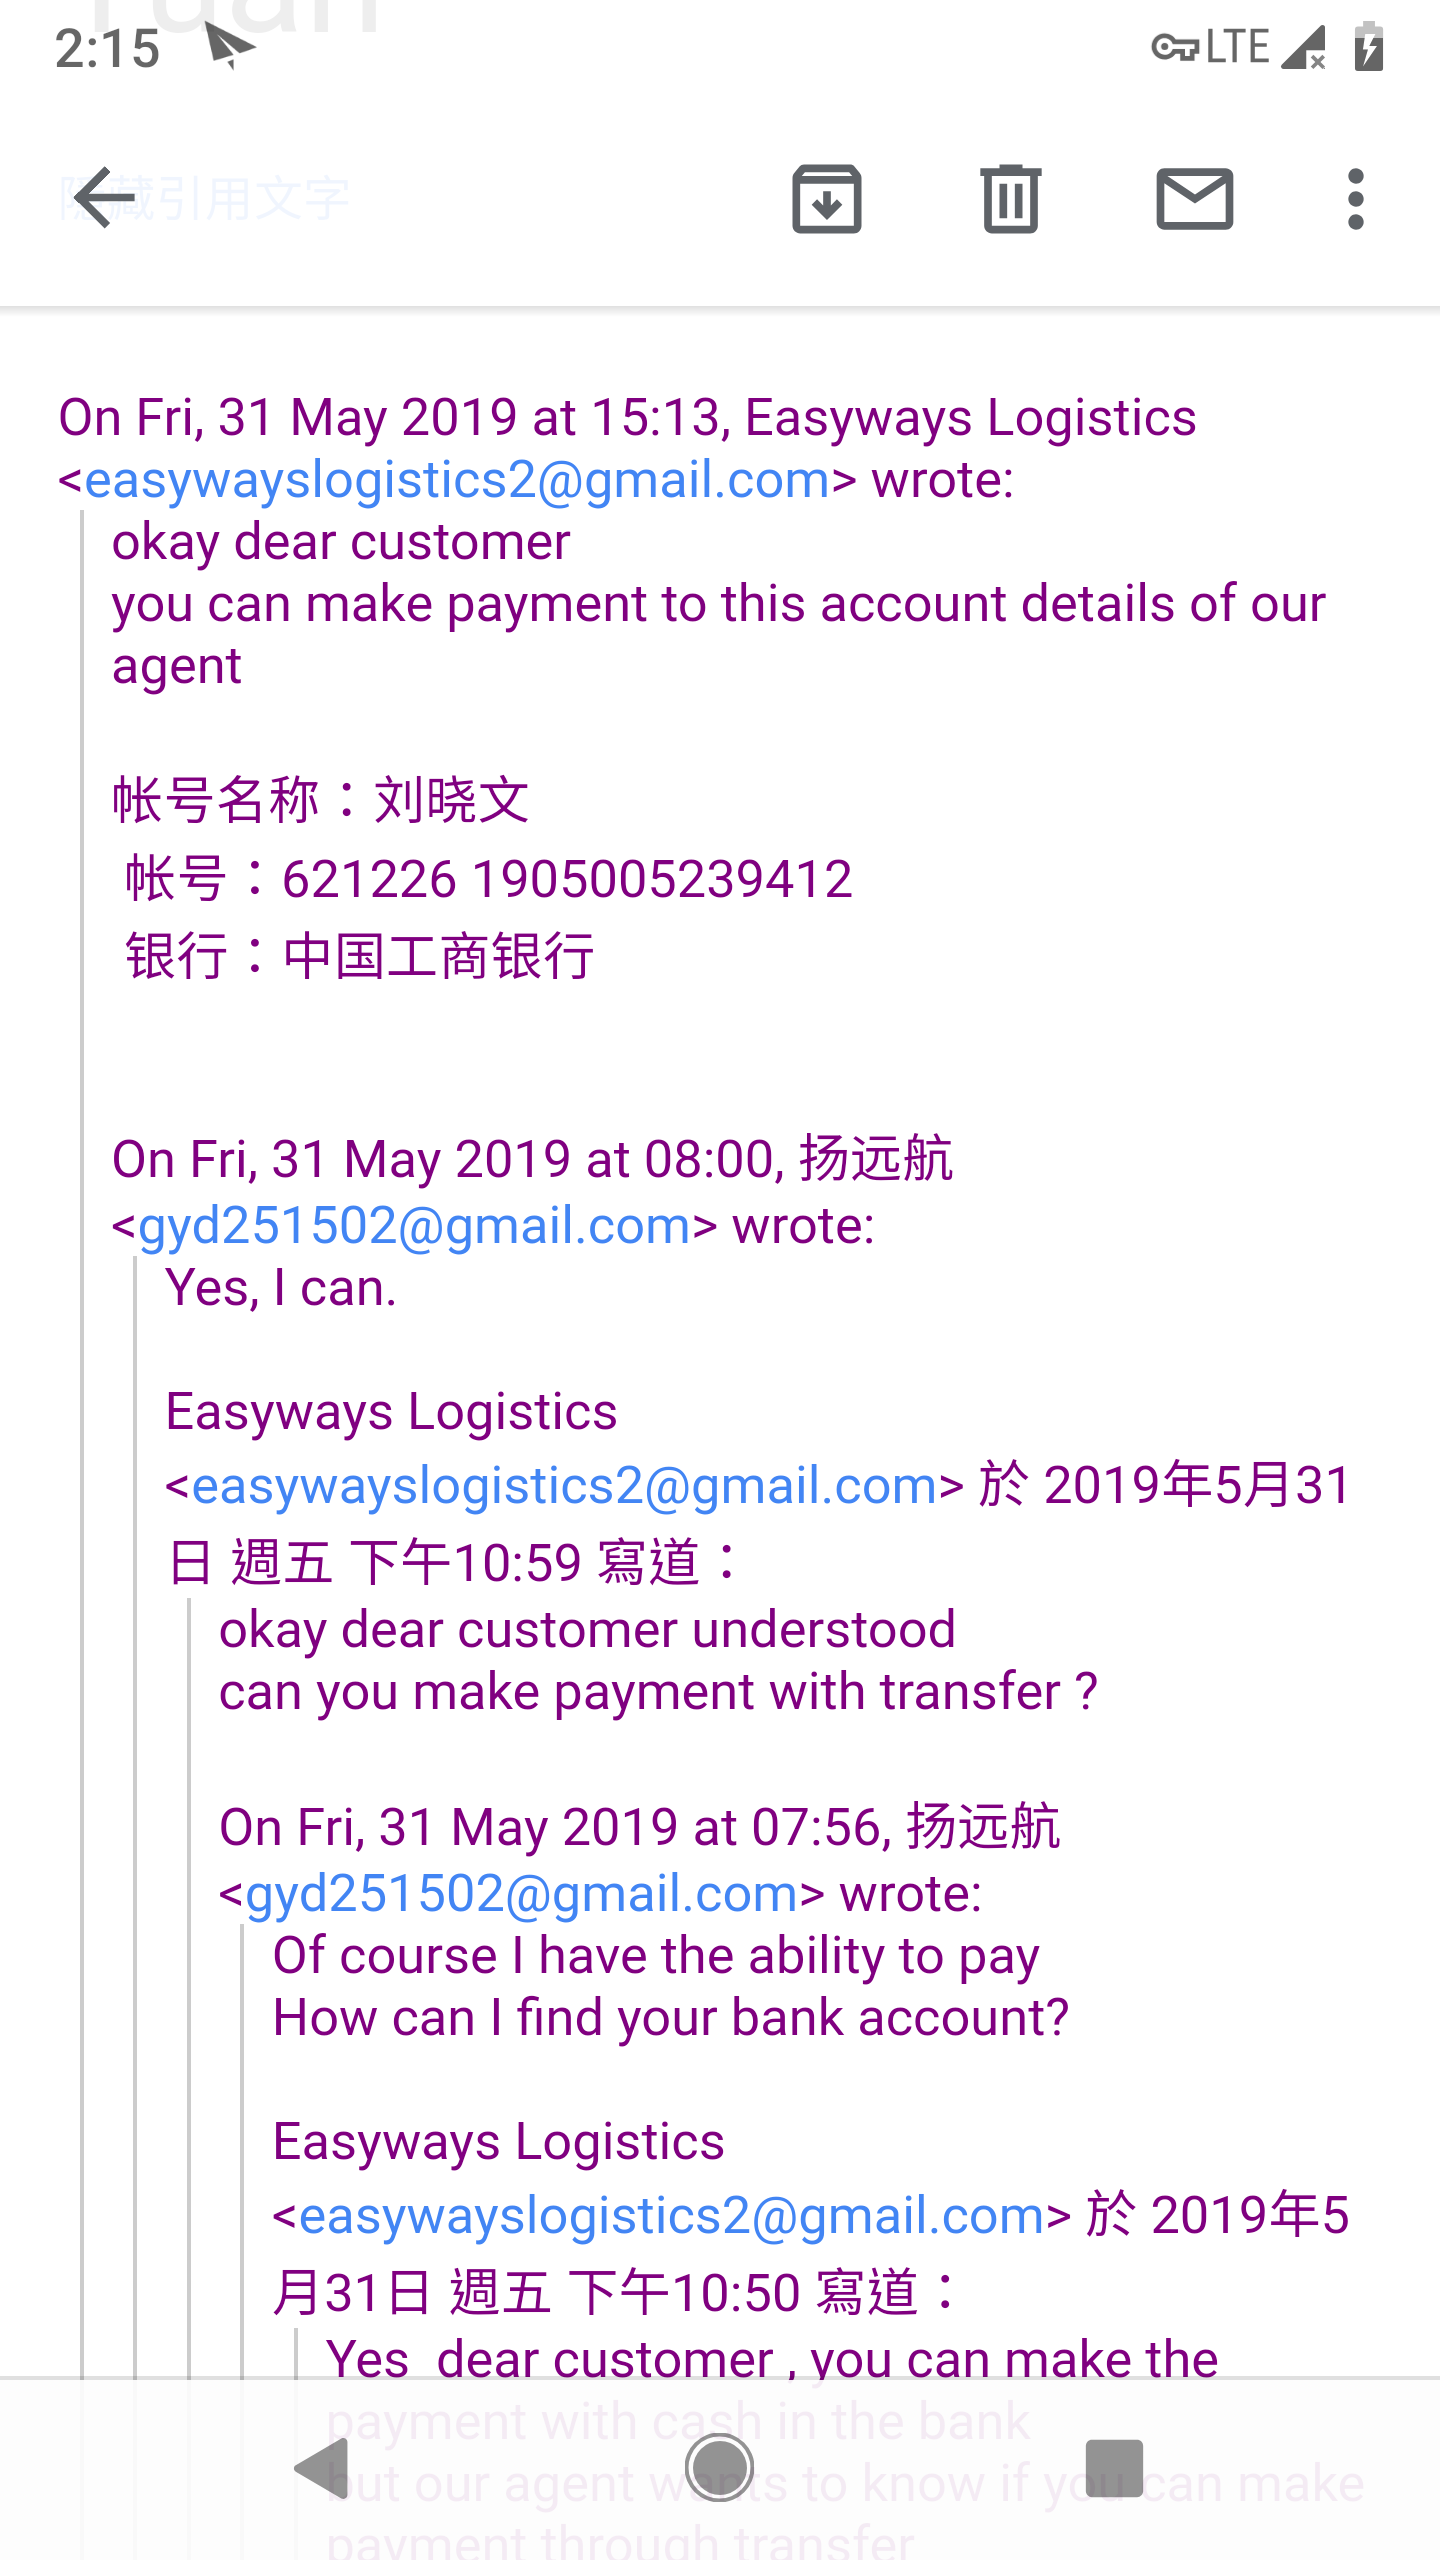 2:15
LTE
隱藏引用文字
On Fri, 31 May 2019 at 15:13, Easyways Logistics
<easywayslogistics2@gmail.com> wrote:
okay dear customer
you can make payment to this account details of our
agent
帐号名称：刘晓文
帐号：621226 1905005239412
银行：中国工商银行
On Fri, 31 May 2019 at 08:00, 扬远航
<gyd251502@gmail.com> wrote:
Yes, I can.
Easyways Logistics
<easywayslogistics2@gmail.com> 於 2019年5月31
日 週五 下午10:59 寫道：
okay dear customer understood
can you make payment with transfer ?
On Fri, 31 May 2019 at 07:56, 扬远航
<gyd251502@gmail.com> wrote:
Of course I have the ability to pay
How can I find your bank account?
Easyways Logistics
<easywayslogistics2@gmail.com> 於 2019年5
月31日 週五 下午10:50 寫道：
Yes  dear customer , you can make the
payment with cash in the bank
but our agent wants to know if you can make
payment through transfer